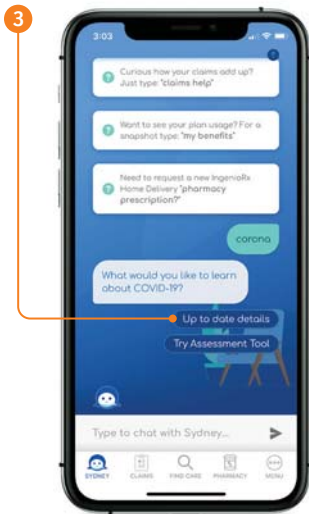 3
3:03
Curious how your claims add up?
Just type: "claims help"
Want to see your plan usage? For a
snapshot type: "my benefits"
Need to request a new IngenioRx
Home Delivery "pharmacy
prescription?"
corona
What would you like to learn
about COVID-19?
Up to date details
Try Assessment Tool
Type to chat with Sydney...
SYDNEY
CLAIMS
FIND CARE
PHARMACY
MENU